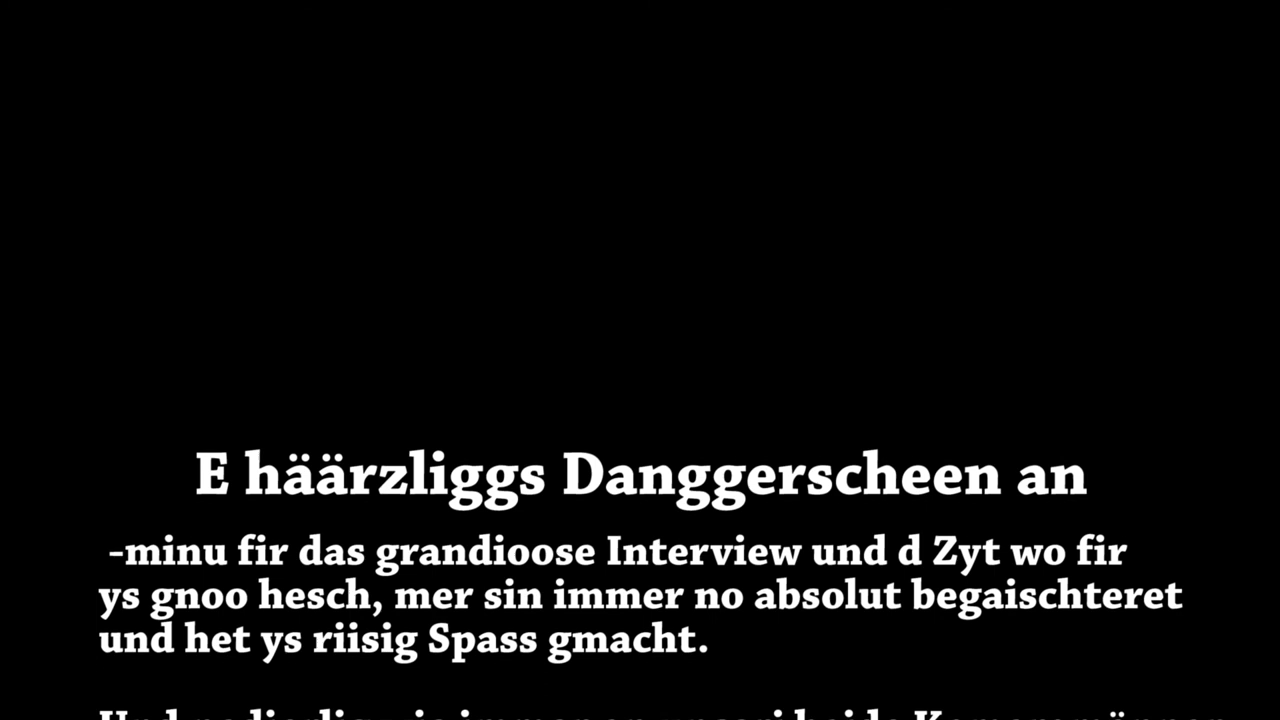 E häärzliggs Danggerscheen an
-minu fir das grandioose Interview und d Zyt wo fir
ys gnoo hesch, mer sin immer no absolut begaischteret
und het ys riisig Spass gmacht.